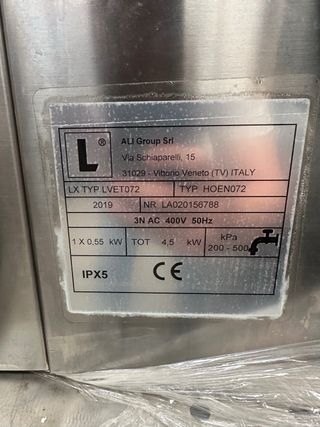 L®
ALI Group Srl
Via Schiaparelli, 15
31029 - Vittorio Veneto (TV) ITALY
LX TYP LVET072 TYP HOEN072
2019 NR LA020156788
3N AC 400V 50Hz
1 X 0,55 kW TOT 4,5 kW kPa
200 - 500
IPX5 CE